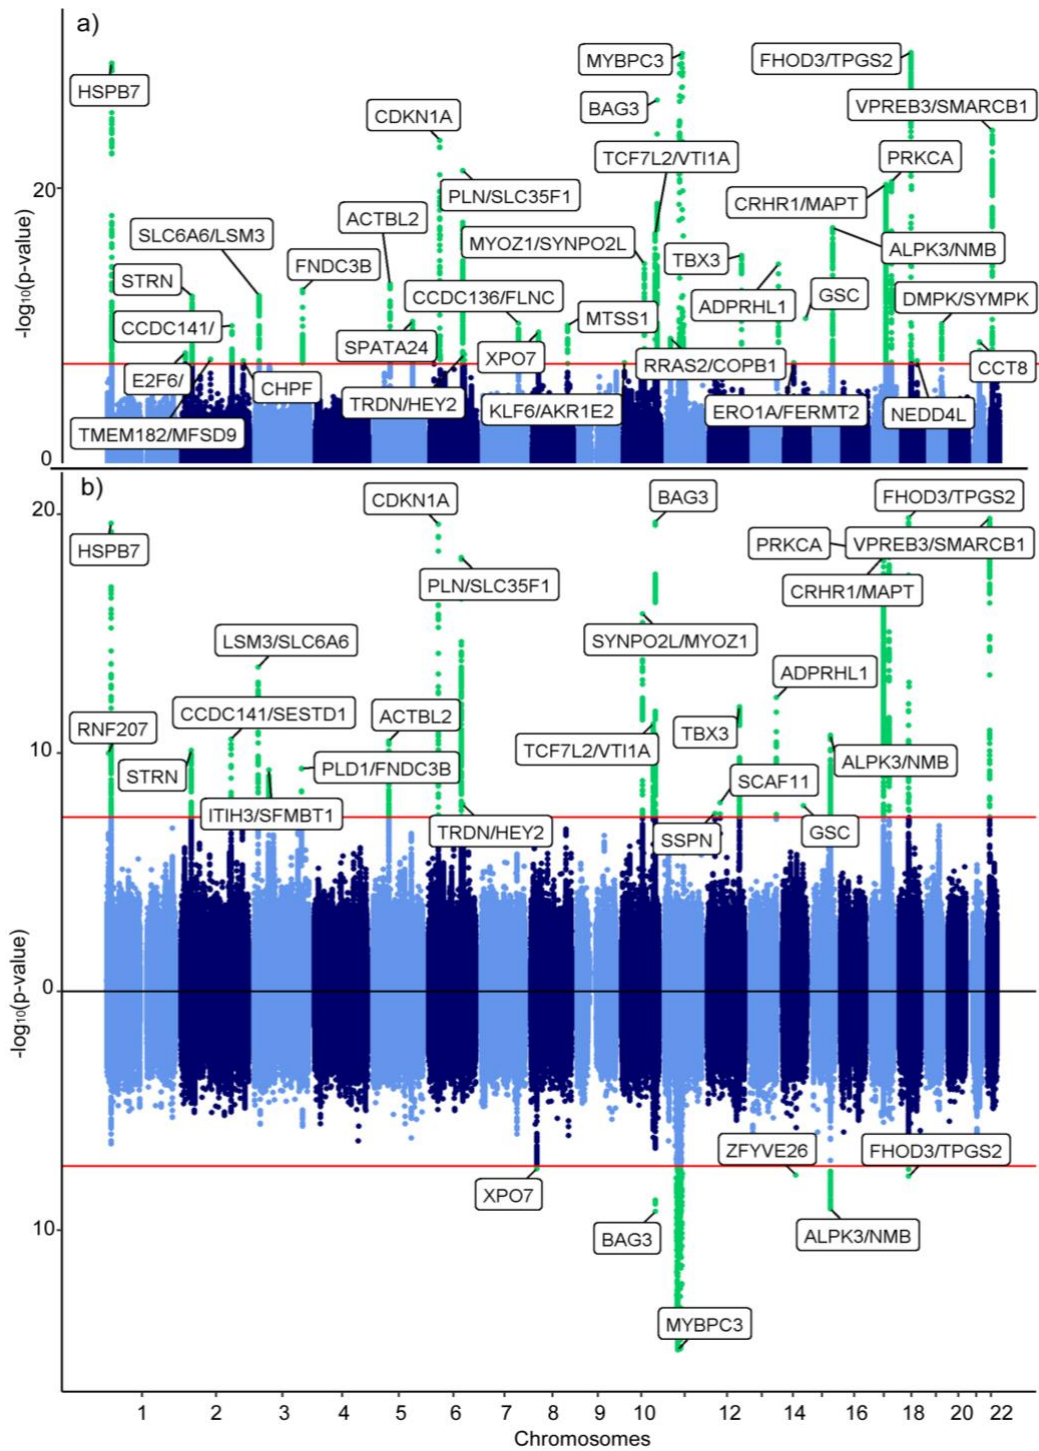 a)
MYBPC3
FHOD3/TPGS2
HSPB7
BAG3
VPREB3/SMARCB1
CDKN1A
TCF7L2/VTI1A
PRKCA
20
PLN/SLC35F1
CRHR1/MAPT
ACTBL2
SLC6A6/LSM3
MYOZ1/SYNPO2L
ALPK3/NMB
TBX3
FNDC3B
STRN
CCDC136/FLNC
ADPRHL1
GSC
DMPK/SYMPK
CCDC141/
MTSS1
SPATA24
XPO7
RRAS2/COPB1
CCT8
E2F6/
CHPF
TRDN/HEY2
KLF6/AKR1E2
ERO1A/FERMT2
NEDD4L
TMEM182/MFSD9
0
-log10(p-value)
b)
CDKN1A
BAG3
FHOD3/TPGS2
20
HSPB7
PRKCA
VPREB3/SMARCB1
PLN/SLC35F1
CRHR1/MAPT
LSM3/SLC6A6
SYNPO2L/MYOZ1
ADPRHL1
CCDC141/SESTD1
ACTBL2
RNF207
TBX3
10
TCF7L2/VTI1A
ALPK3/NMB
STRN
PLD1/FNDC3B
SCAF11
ITIH3/SFMBT1
TRDN/HEY2
SSPN
GSC
0
-log10(p-value)
ZFYVE26
FHOD3/TPGS2
XPO7
10
BAG3
ALPK3/NMB
MYBPC3
1 2 3 4 5 6 7 8 9 10 11 12 14 16 18 20 22
Chromosomes